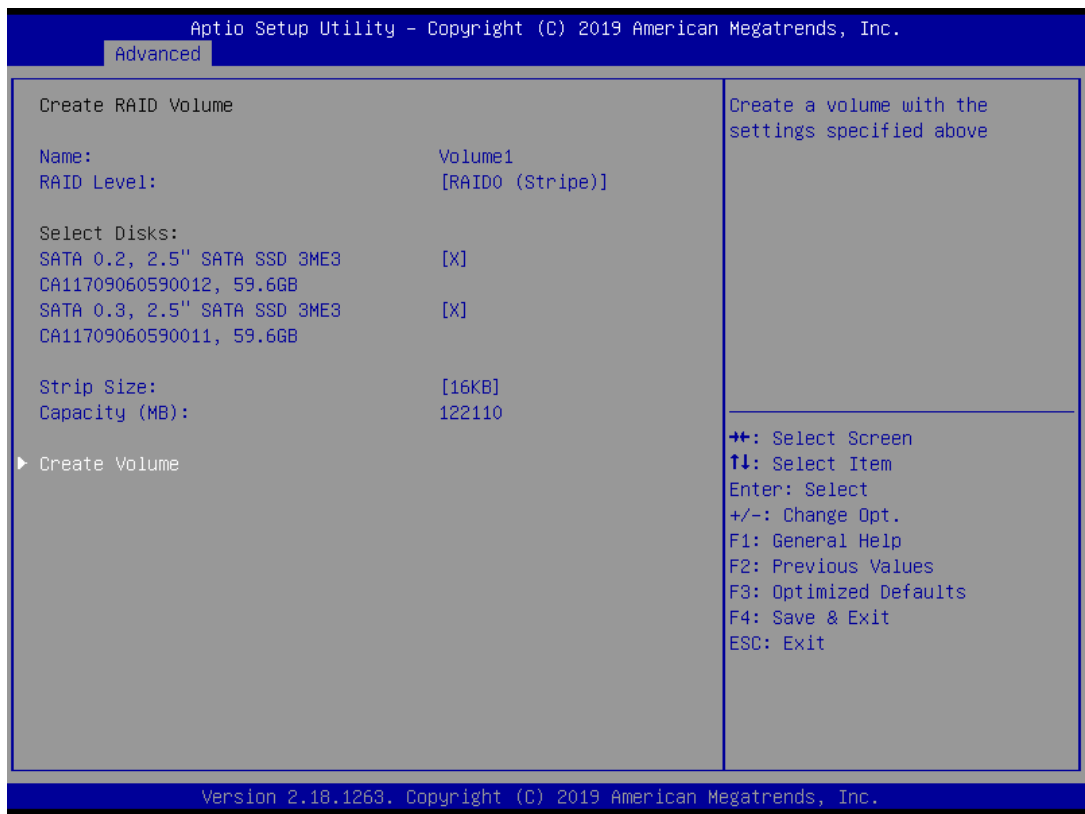 Aptio Setup Utility – Copyright (C) 2019 American Megatrends, Inc.
Advanced
Create RAID Volume
Name: Volume1
RAID Level: [RAID0 (Stripe)]
Select Disks:
SATA 0.2, 2.5" SATA SSD 3ME3 [X]
CA11709060590012, 59.6GB
SATA 0.3, 2.5" SATA SSD 3ME3 [X]
CA11709060590011, 59.6GB
Strip Size: [16KB]
Capacity (MB): 122110
▶ Create Volume
Create a volume with the
settings specified above
→←: Select Screen
↑↓: Select Item
Enter: Select
+/-: Change Opt.
F1: General Help
F2: Previous Values
F3: Optimized Defaults
F4: Save & Exit
ESC: Exit
Version 2.18.1263. Copyright (C) 2019 American Megatrends, Inc.